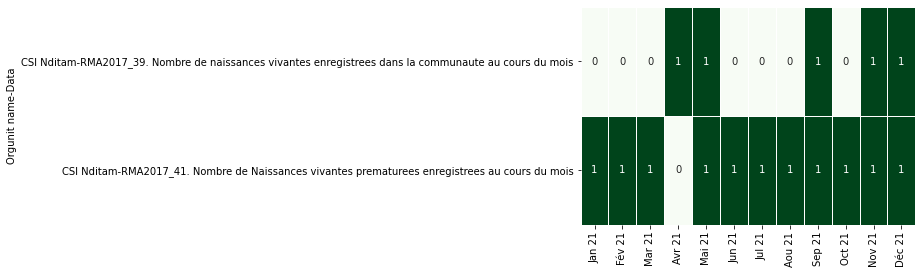 Orgunit name-Data
CSI Nditam-RMA2017_39. Nombre de naissances vivantes enregistrees dans la communaute au cours du mois
0 0 0 1 1 0 0 0 1 0 1 1
CSI Nditam-RMA2017_41. Nombre de Naissances vivantes prematurees enregistrees au cours du mois
1 1 1 0 1 1 1 1 1 1 1 1
Jan 21
Fév 21
Mar 21
Avr 21
Mai 21
Jun 21
Jul 21
Aou 21
Sep 21
Oct 21
Nov 21
Déc 21